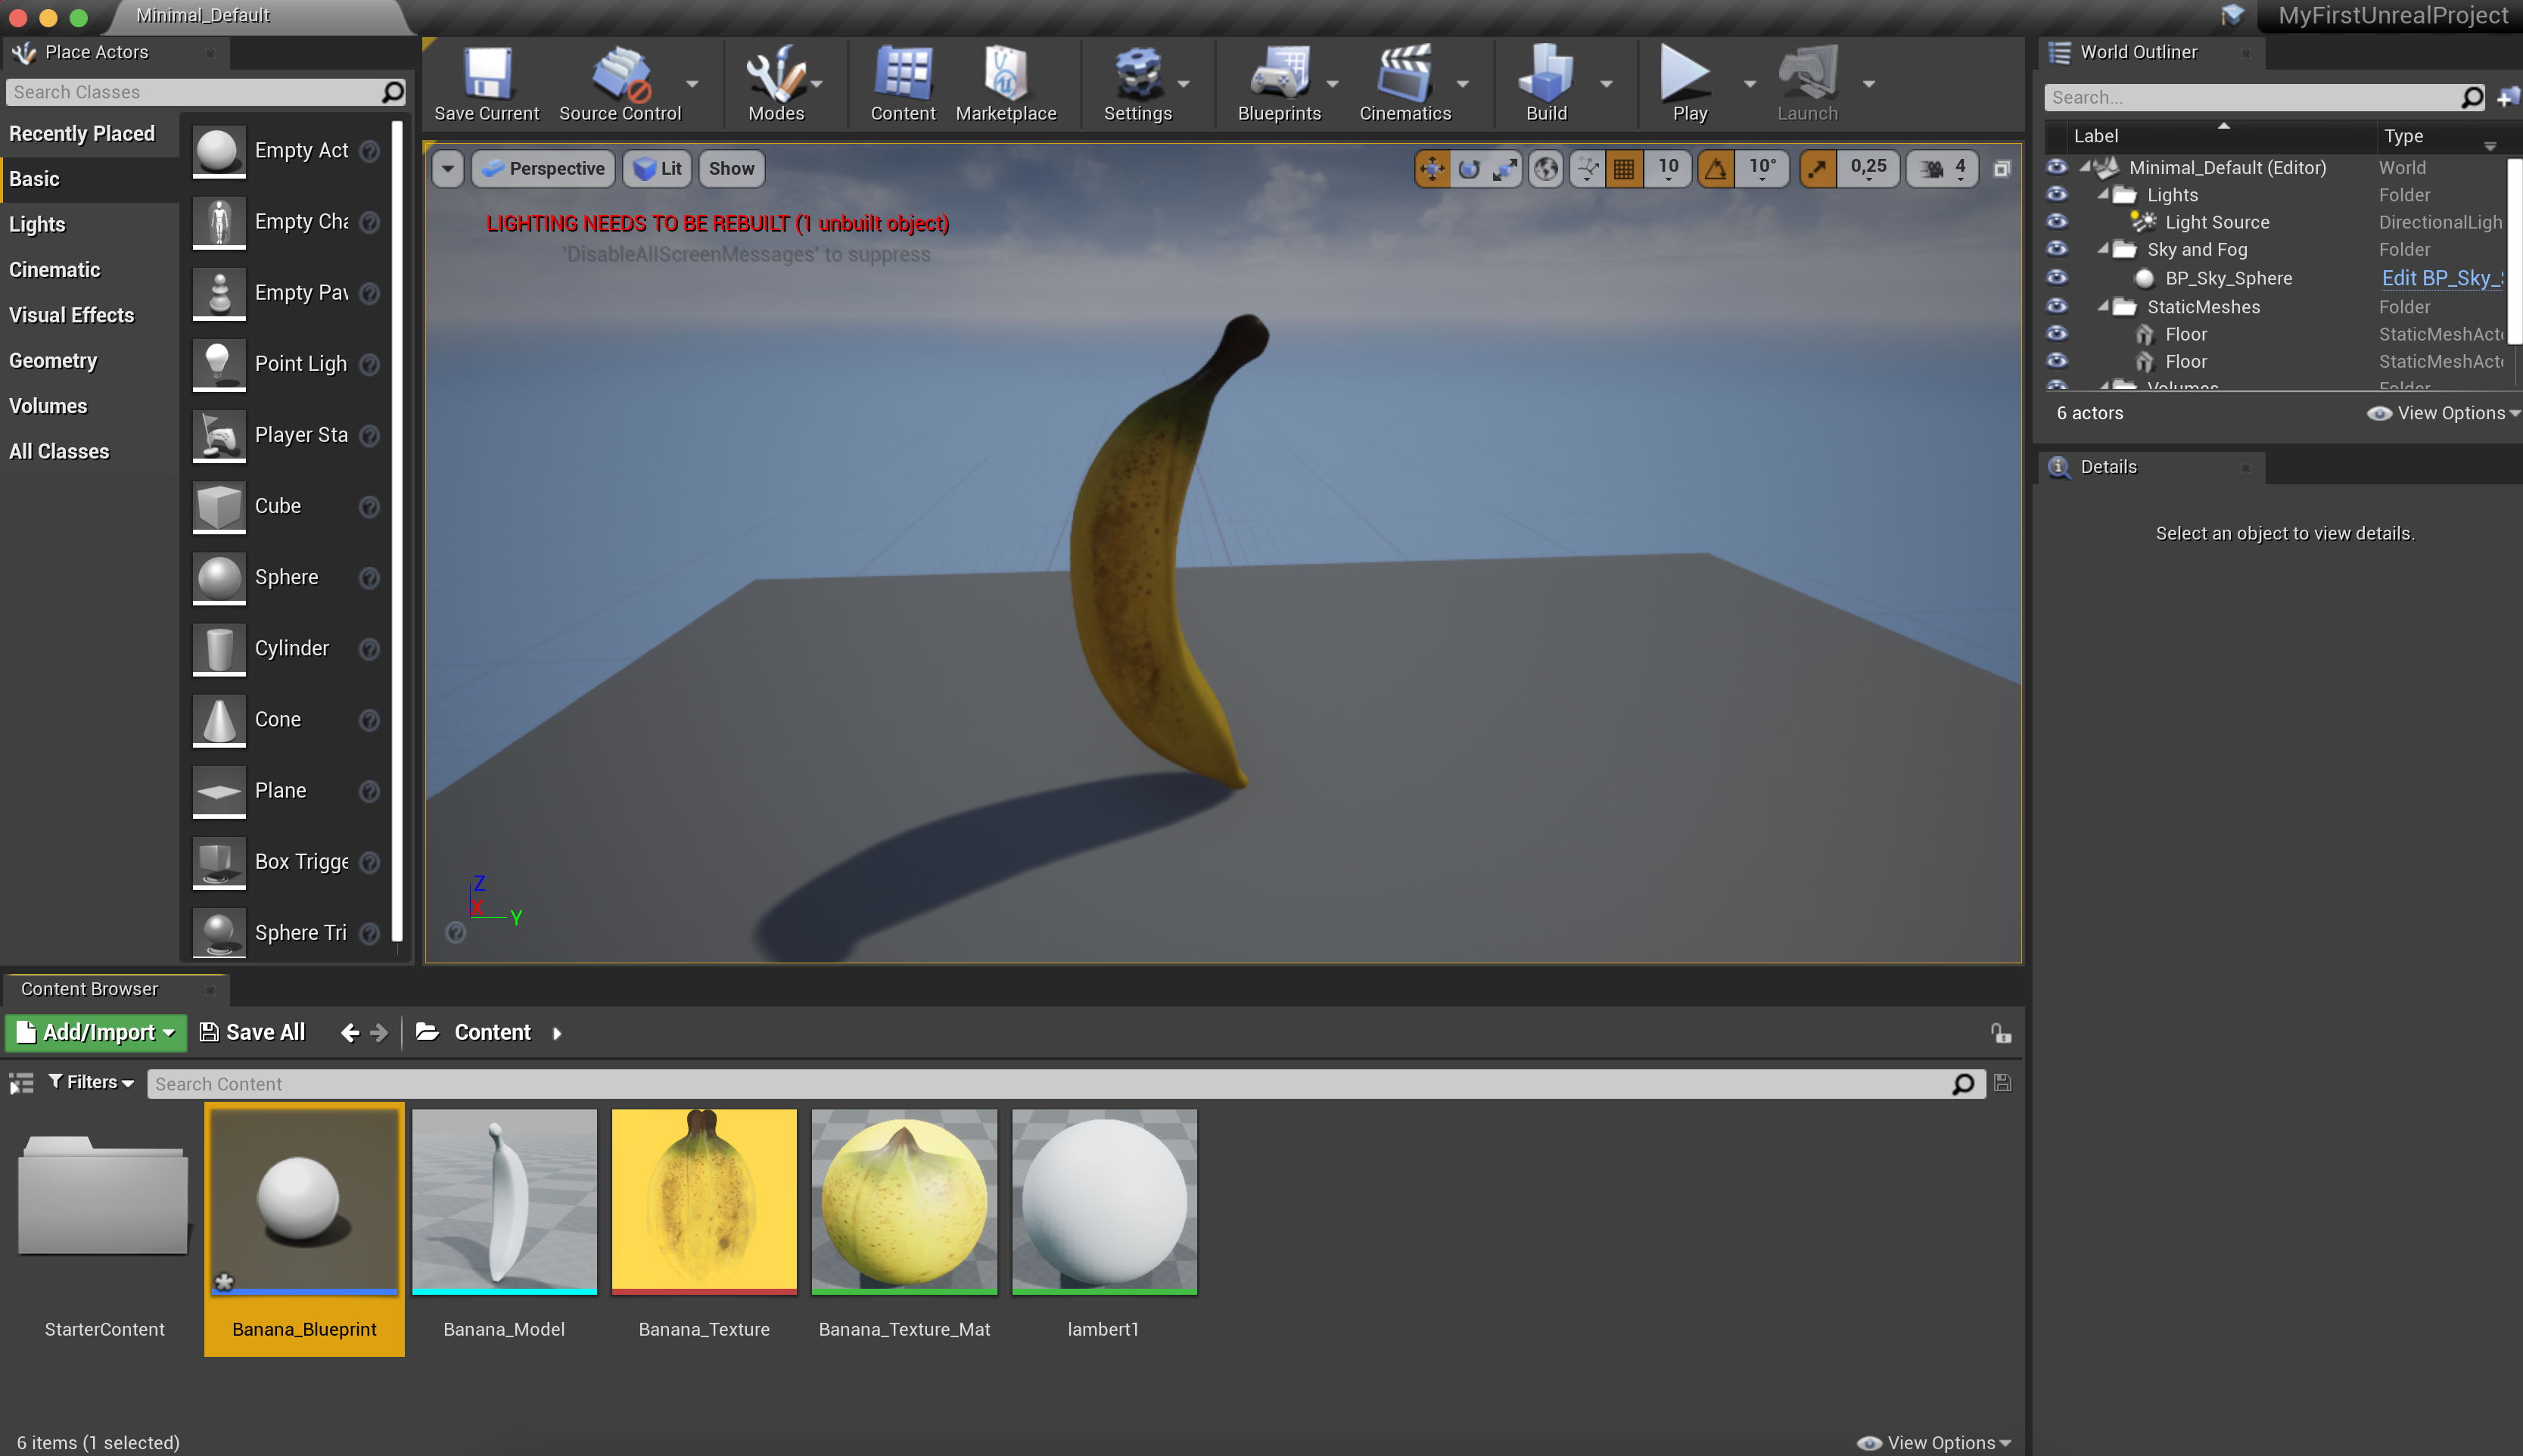 Minimal_Default
MyFirstUnrealProject
Place Actors
Search Classes
Recently Placed
Basic
Lights
Cinematic
Visual Effects
Geometry
Volumes
All Classes
Empty Act
Empty Cha
Empty Pav
Point Ligh
Player Sta
Cube
Sphere
Cylinder
Cone
Plane
Box Trigge
Sphere Tri
Save Current
Source Control
Modes
Content
Marketplace
Settings
Blueprints
Cinematics
Build
Play
Launch
Perspective
Lit
Show
10
10°
0,25
4
LIGHTING NEEDS TO BE REBUILT (1 unbuilt object)
'DisableAllScreenMessages' to suppress
Z
X
Y
World Outliner
Search...
Label Type
Minimal_Default (Editor) World
Lights Folder
Light Source DirectionalLigh
Sky and Fog Folder
BP_Sky_Sphere Edit BP_Sky_S
StaticMeshes Folder
Floor StaticMeshActo
Floor StaticMeshActo
Volumes Folder
6 actors
View Options
Details
Select an object to view details.
Content Browser
Add/Import
Save All
Content
Filters
Search Content
StarterContent
Banana_Blueprint
Banana_Model
Banana_Texture
Banana_Texture_Mat
lambert1
6 items (1 selected)
View Options